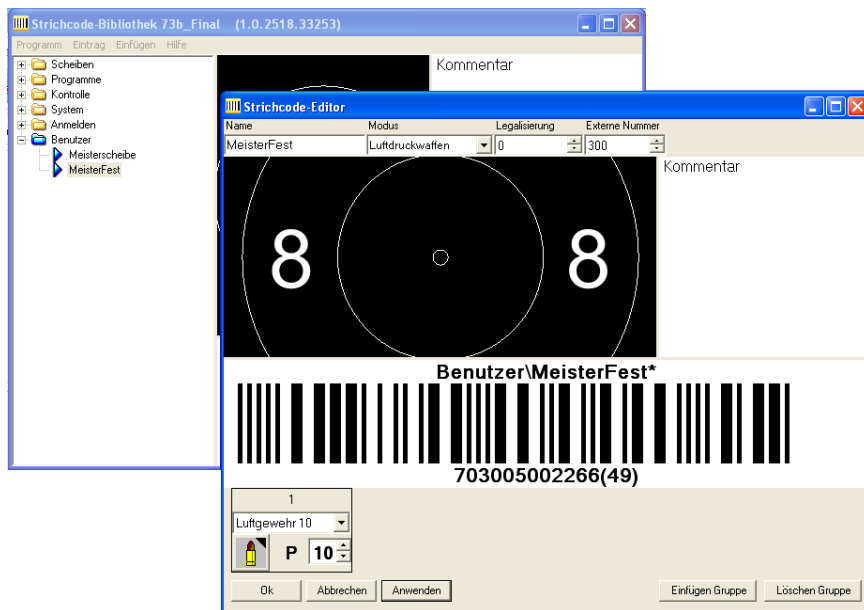 Strichcode-Bibliothek 73b_Final (1.0.2518.33253)
Programm Eintrag Einfügen Hilfe
Scheiben
Programme
Kontrolle
System
Anmelden
Benutzer
Meisterscheibe
MeisterFest
Kommentar
Strichcode-Editor
Name Modus Legalisierung Externe Nummer
MeisterFest Luftdruckwaffen 0 300
8 8
Kommentar
Benutzer\MeisterFest*
703005002266(49)
1
Luftgewehr 10
P 10
Ok Abbrechen Anwenden Einfügen Gruppe Löschen Gruppe